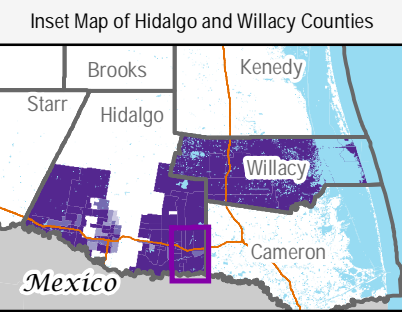 Inset Map of Hidalgo and Willacy Counties
Brooks
Kenedy
Starr
Hidalgo
Willacy
Cameron
Mexico